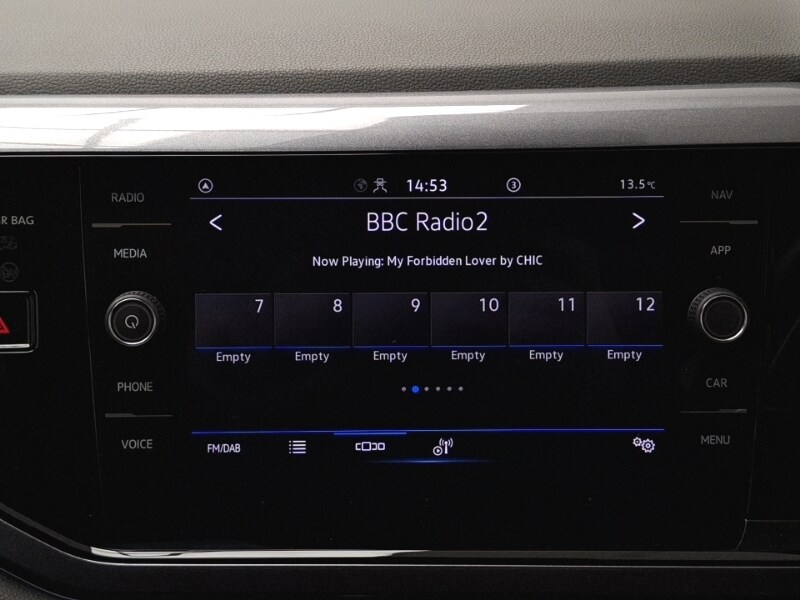 14:53
3
13.5°C
RADIO
NAV
R BAG
BBC Radio2
MEDIA
APP
Now Playing: My Forbidden Lover by CHIC
7 8 9 10 11 12
Empty Empty Empty Empty Empty Empty
PHONE
CAR
VOICE
FM/DAB
MENU